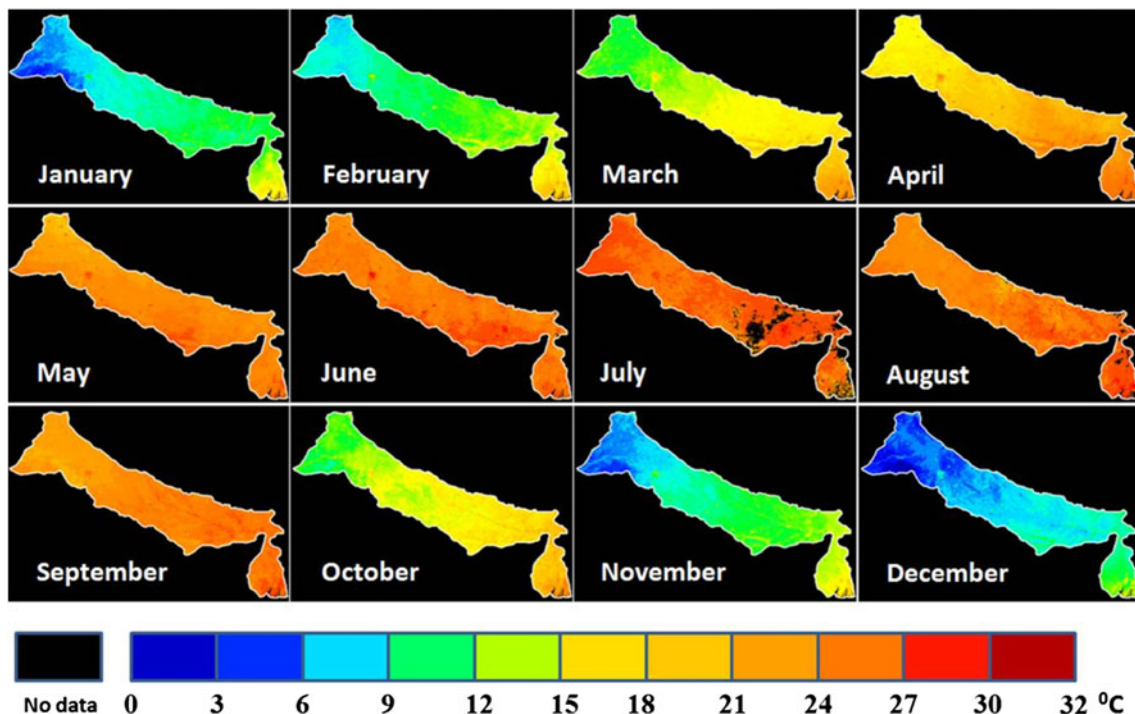 January February March April
May June July August
September October November December
No data 0 3 6 9 12 15 18 21 24 27 30 32 ⁰C